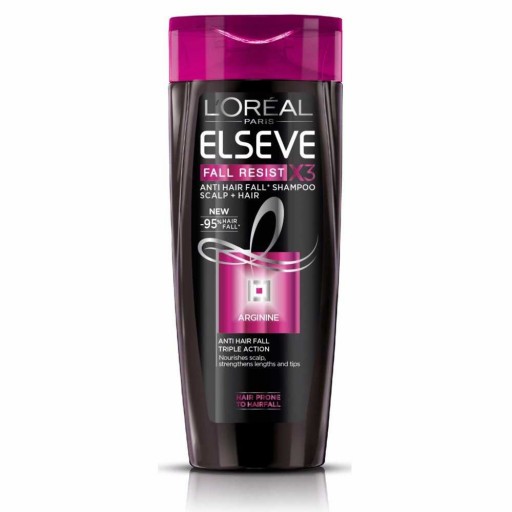 L'ORÉAL
PARIS
ELSEVE
FALL RESIST X3
ANTI HAIR FALL* SHAMPOO
SCALP + HAIR
NEW
-95% HAIR FALL*
ARGININE
ANTI HAIR FALL
TRIPLE ACTION
Nourishes scalp,
strengthens lengths and tips
HAIR PRONE
TO HAIRFALL